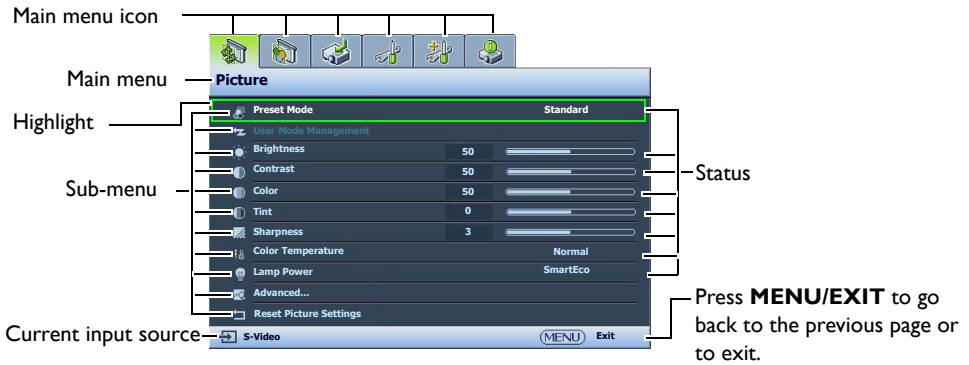 Main menu icon
Main menu
Picture
Highlight
Preset Mode Standard
User Mode Management
Brightness 50
Contrast 50
Sub-menu
Status
Color 50
Tint 0
Sharpness 3
Color Temperature Normal
Lamp Power SmartEco
Advanced...
Reset Picture Settings
Current input source
S-Video MENU Exit
Press MENU/EXIT to go
back to the previous page or
to exit.